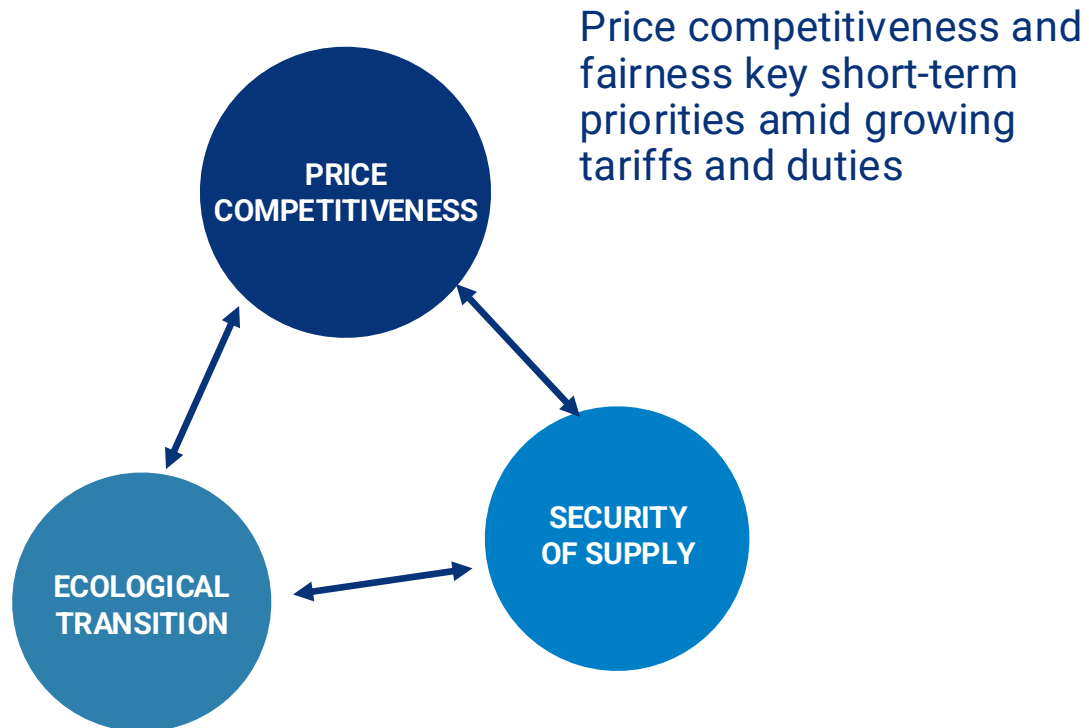 Price competitiveness and
fairness key short-term
priorities amid growing
tariffs and duties
PRICE
COMPETITIVENESS
SECURITY
OF SUPPLY
ECOLOGICAL
TRANSITION